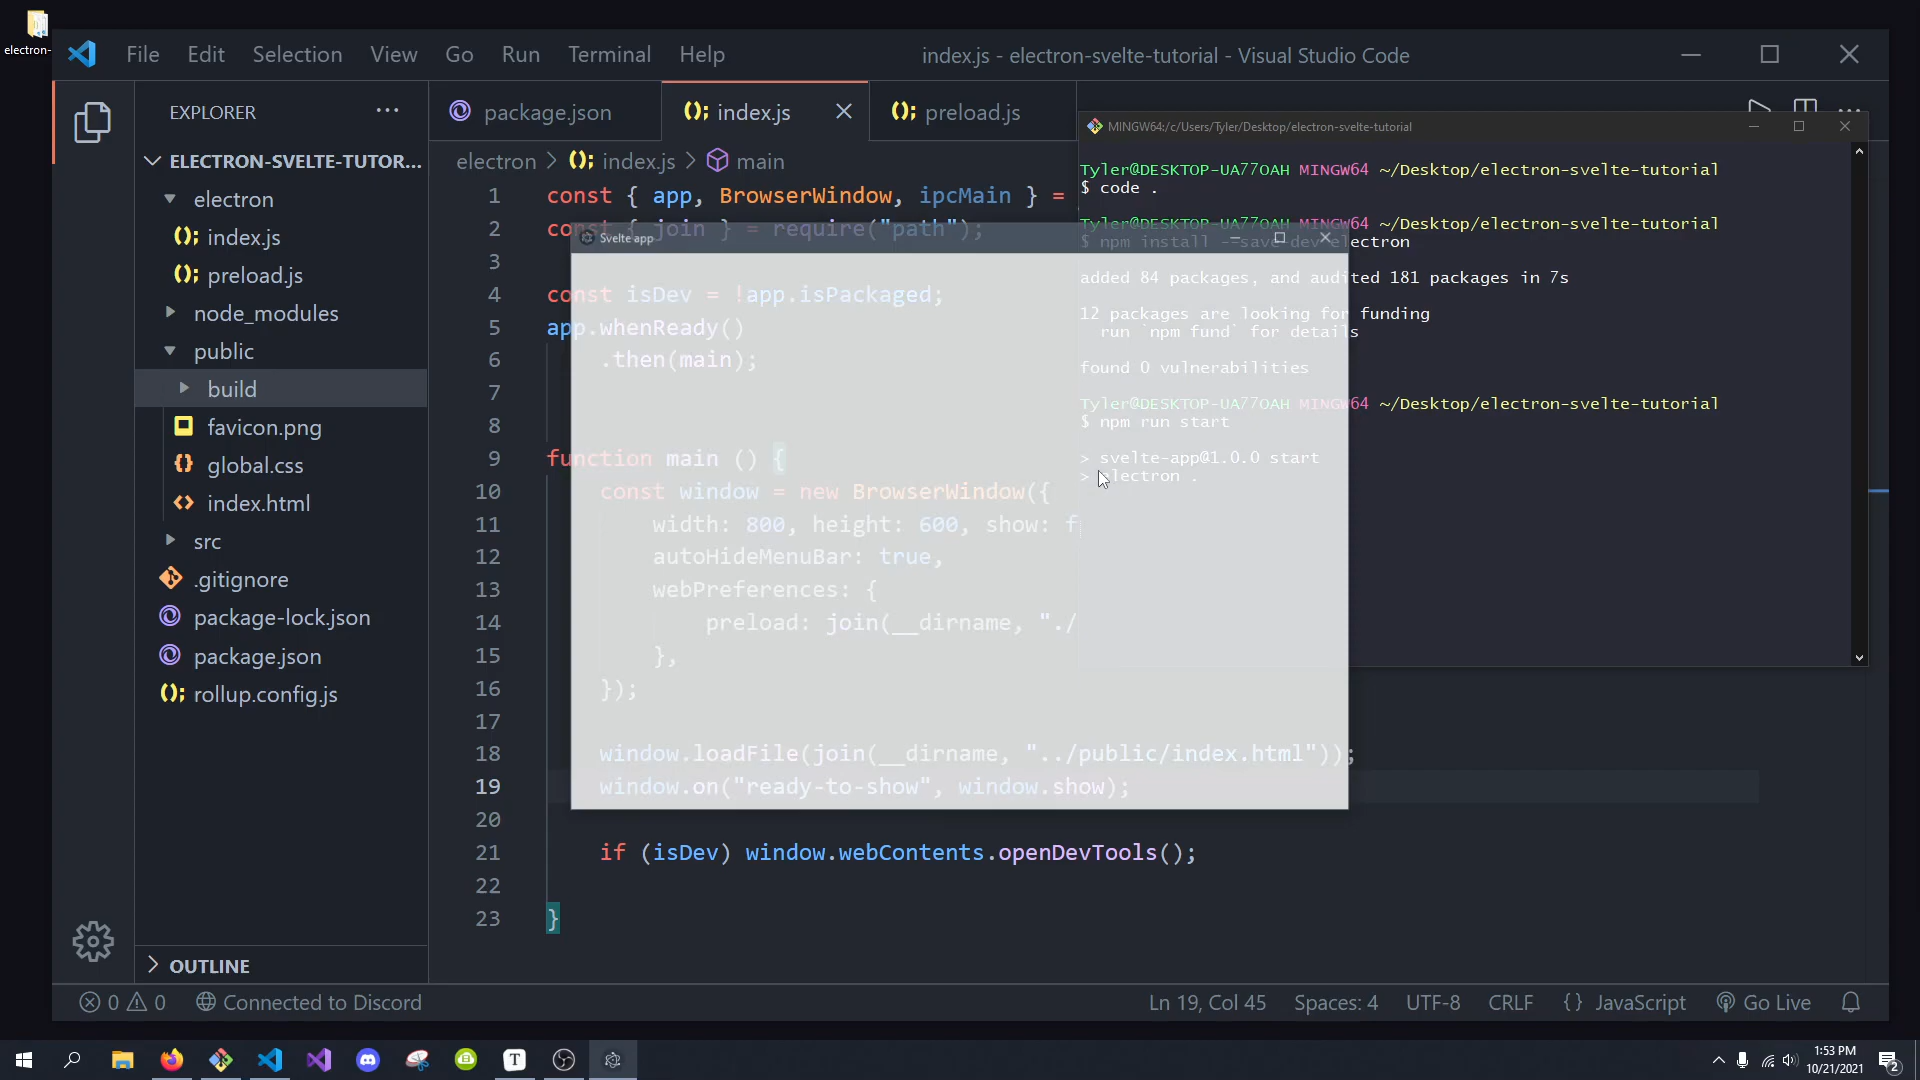 electron-
File Edit Selection View Go Run Terminal Help
index.js - electron-svelte-tutorial - Visual Studio Code
EXPLORER
ELECTRON-SVELTE-TUTOR...
electron
index.js
preload.js
node_modules
public
build
favicon.png
global.css
index.html
src
.gitignore
package-lock.json
package.json
rollup.config.js
OUTLINE
package.json
index.js
preload.js
electron > index.js > main
1 const { app, BrowserWindow, ipcMain } =
2 const { join } = require("path");
3
4 const isDev = !app.isPackaged;
5 app.whenReady()
6 .then(main);
7
8
9 function main () {
10 const window = new BrowserWindow({
11 width: 800, height: 600, show: f
12 autoHideMenuBar: true,
13 webPreferences: {
14 preload: join(__dirname, "./
15 },
16 });
17
18 window.loadFile(join(__dirname, "../public/index.html"));
19 window.on("ready-to-show", window.show);
20
21 if (isDev) window.webContents.openDevTools();
22
23 }
Svelte app
MINGW64:/c/Users/Tyler/Desktop/electron-svelte-tutorial
Tyler@DESKTOP-UA77OAH MINGW64 ~/Desktop/electron-svelte-tutorial
$ code .
Tyler@DESKTOP-UA77OAH MINGW64 ~/Desktop/electron-svelte-tutorial
$ npm install --save-dev electron
added 84 packages, and audited 181 packages in 7s
12 packages are looking for funding
run `npm fund` for details
found 0 vulnerabilities
Tyler@DESKTOP-UA77OAH MINGW64 ~/Desktop/electron-svelte-tutorial
$ npm run start
> svelte-app@1.0.0 start
> electron .
0 0 Connected to Discord
Ln 19, Col 45 Spaces: 4 UTF-8 CRLF {} JavaScript Go Live
1:53 PM
10/21/2021
2